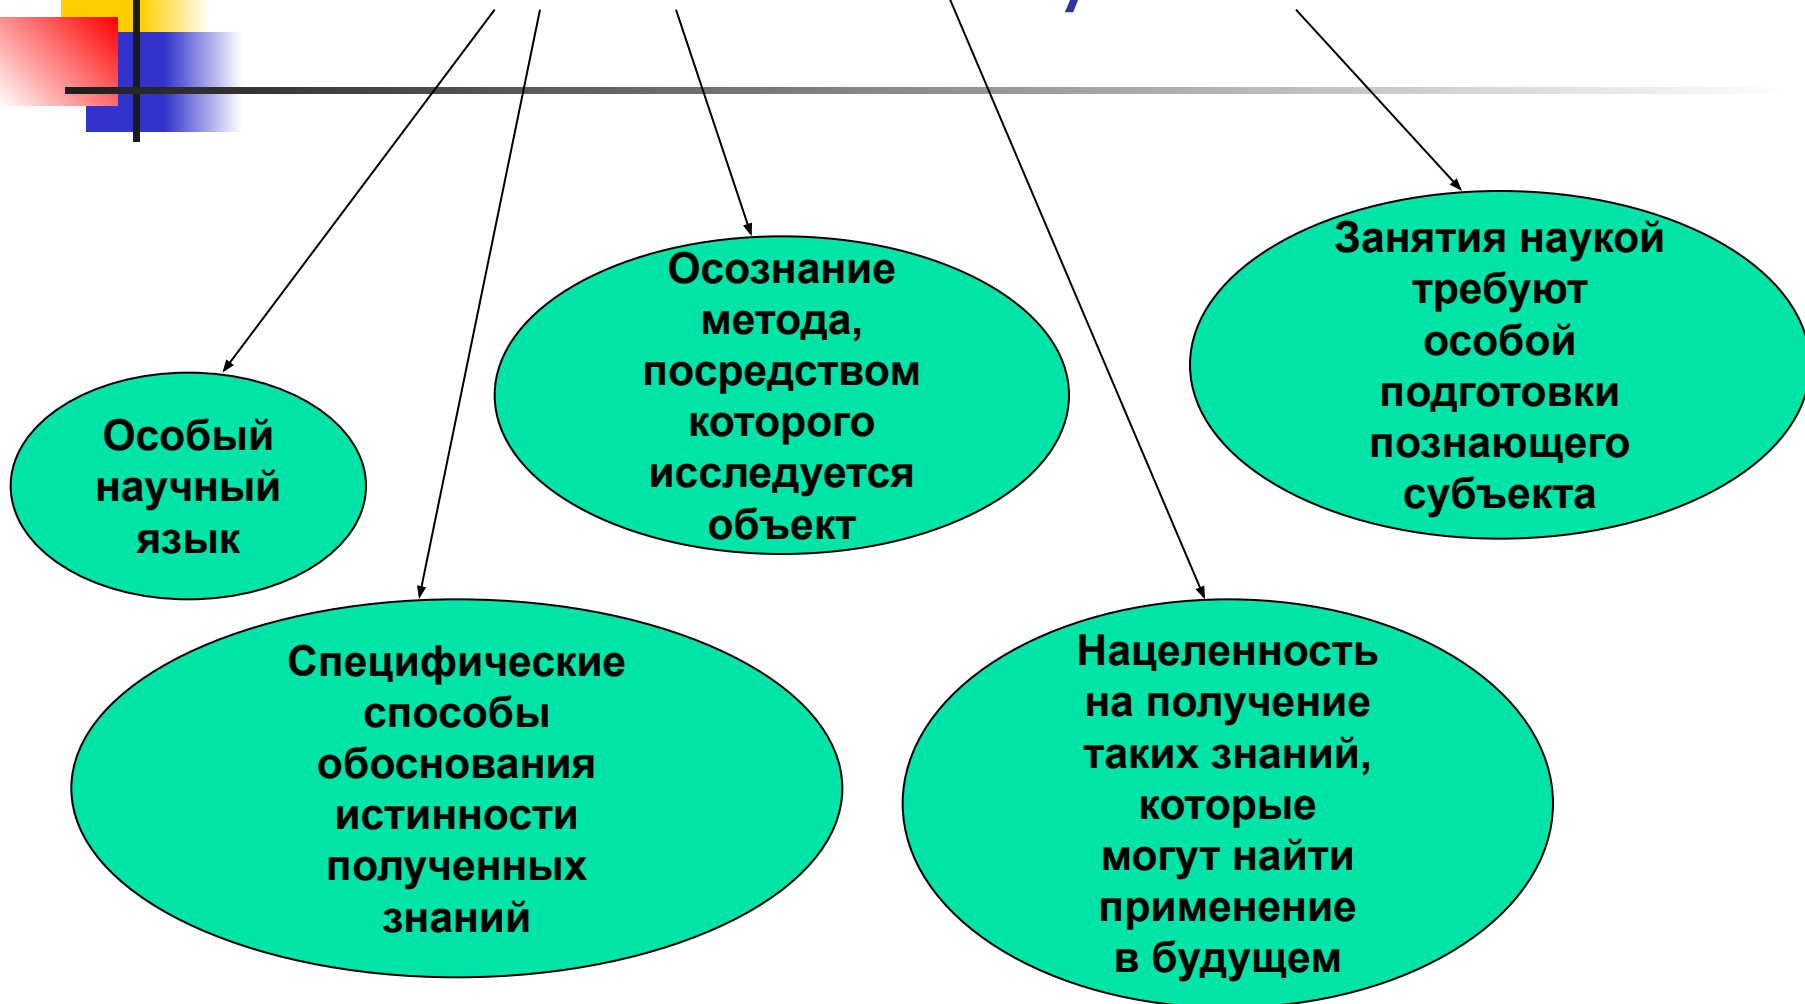 Особый
научный
язык
Специфические
способы
обоснования
истинности
полученных
знаний
Осознание
метода,
посредством
которого
исследуется
объект
Нацеленность
на получение
таких знаний,
которые
могут найти
применение
в будущем
Занятия наукой
требуют
особой
подготовки
познающего
субъекта